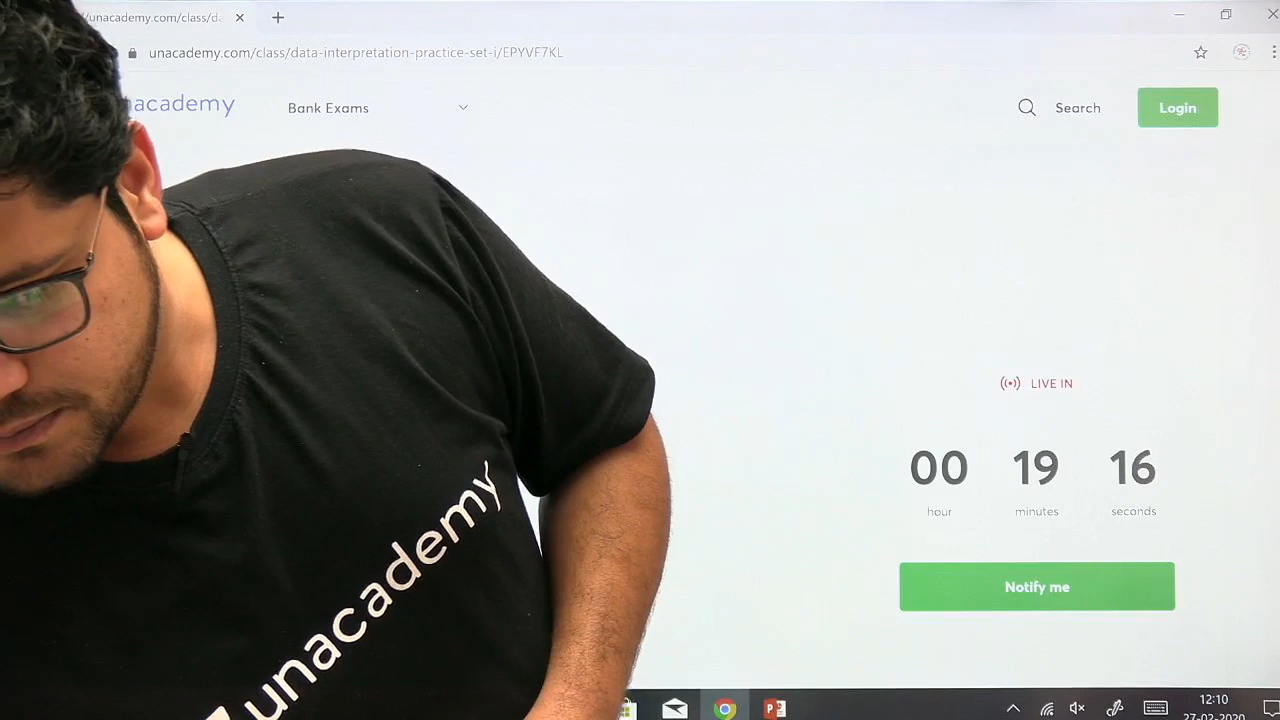 /unacademy.com/class/da
unacademy.com/class/data-interpretation-practice-set-i/EPYVF7KL
nacademy
Bank Exams
Search
Login
LIVE IN
00 19 16
hour minutes seconds
Notify me
unacademy
12:10